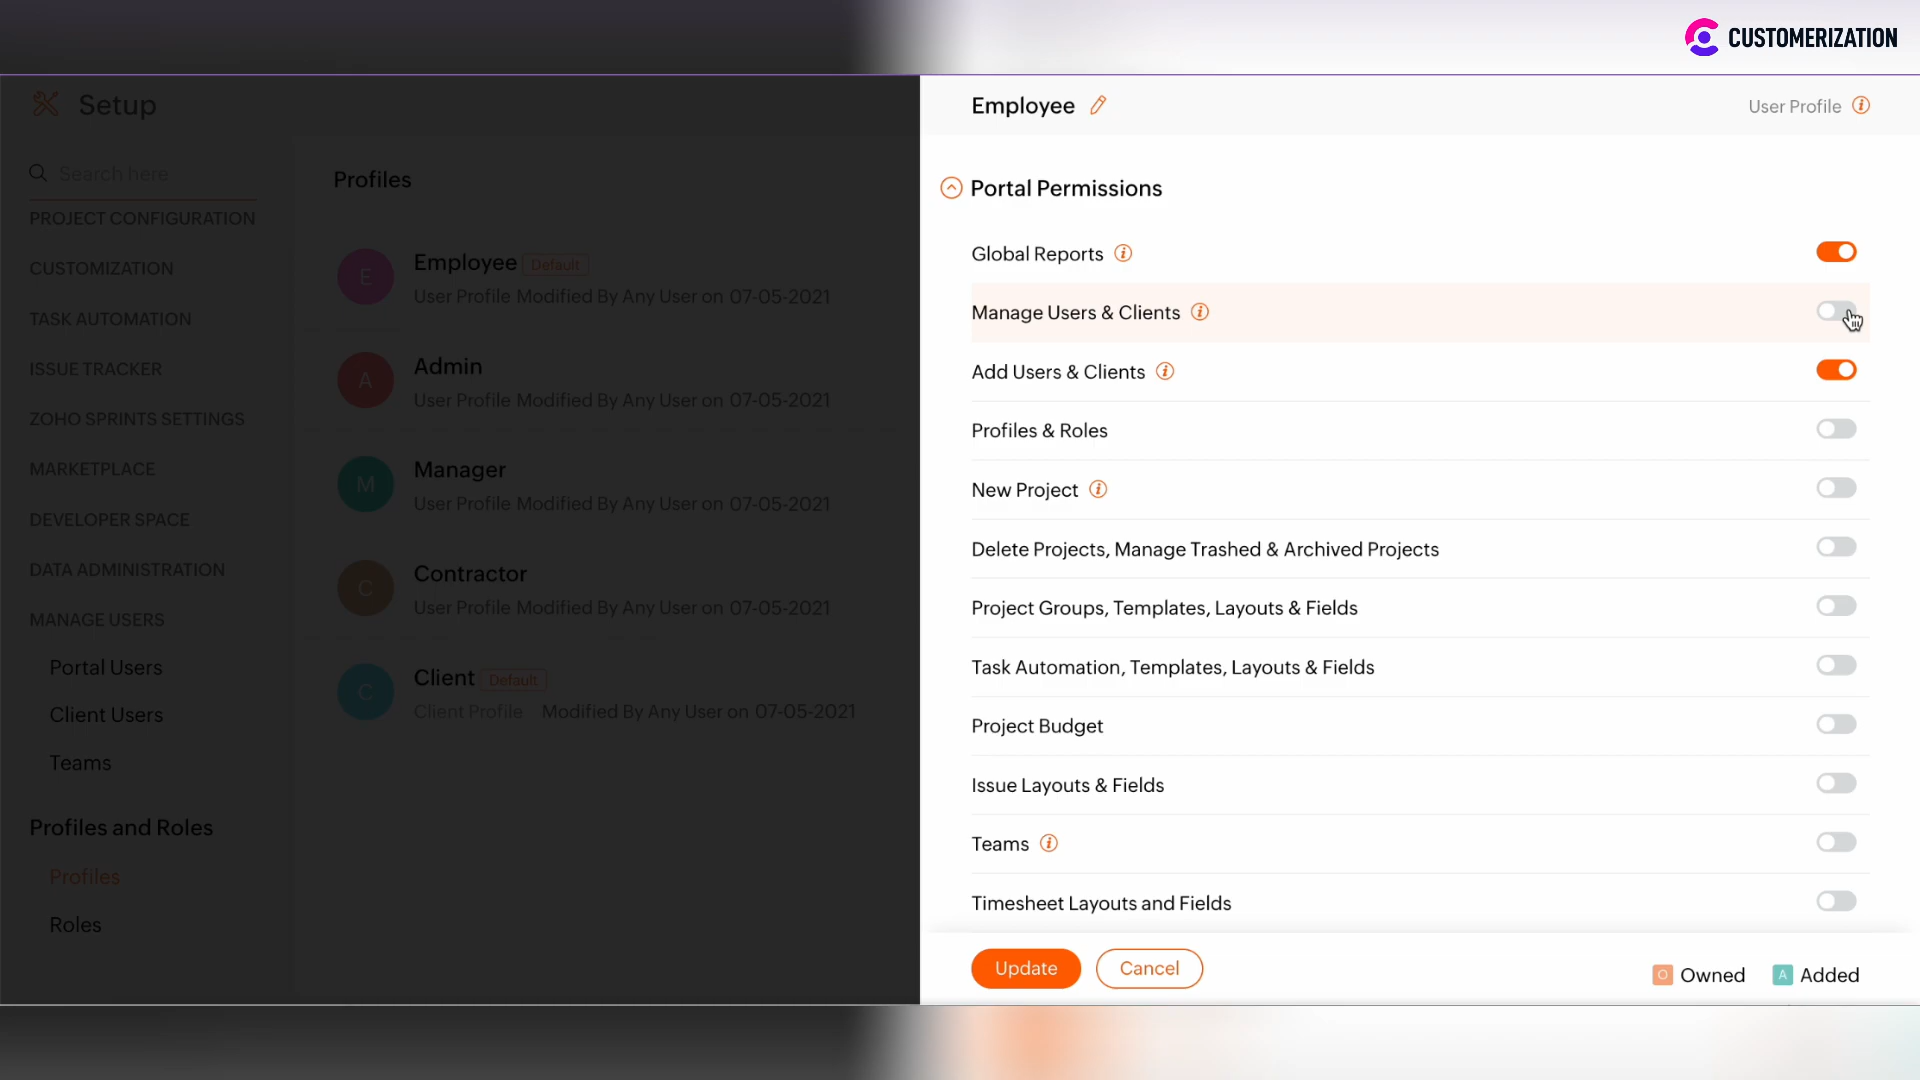 CUSTOMERIZATION
Setup
Search here
PROJECT CONFIGURATION
CUSTOMIZATION
TASK AUTOMATION
ISSUE TRACKER
ZOHO SPRINTS SETTINGS
MARKETPLACE
DEVELOPER SPACE
DATA ADMINISTRATION
MANAGE USERS
Portal Users
Client Users
Teams
Profiles and Roles
Profiles
Roles
Profiles
E
Employee Default
User Profile Modified By Any User on 07-05-2021
A
Admin
User Profile Modified By Any User on 07-05-2021
M
Manager
User Profile Modified By Any User on 07-05-2021
C
Contractor
User Profile Modified By Any User on 07-05-2021
C
Client Default
Client Profile Modified By Any User on 07-05-2021
Employee
User Profile
Portal Permissions
Global Reports
Manage Users & Clients
Add Users & Clients
Profiles & Roles
New Project
Delete Projects, Manage Trashed & Archived Projects
Project Groups, Templates, Layouts & Fields
Task Automation, Templates, Layouts & Fields
Project Budget
Issue Layouts & Fields
Teams
Timesheet Layouts and Fields
Update Cancel
O Owned A Added